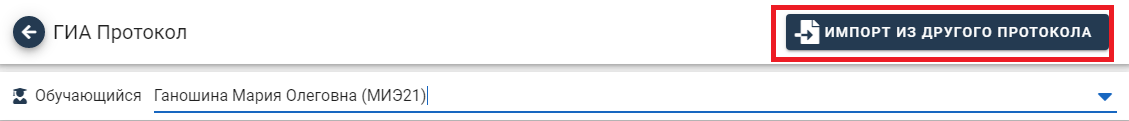 ГИА Протокол
ИМПОРТ ИЗ ДРУГОГО ПРОТОКОЛА
Обучающийся Ганошина Мария Олеговна (МИЭ21)